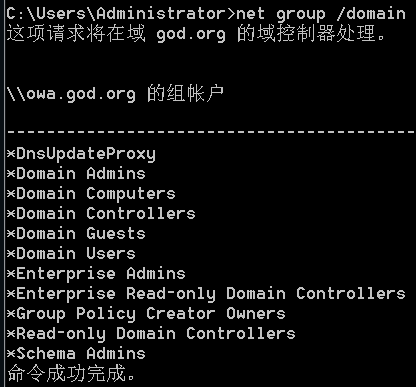 C:\Users\Administrator>net group /domain
这项请求将在域 god.org 的域控制器处理。
\\owa.god.org 的组帐户
-----------------------------------------
*DnsUpdateProxy
*Domain Admins
*Domain Computers
*Domain Controllers
*Domain Guests
*Domain Users
*Enterprise Admins
*Enterprise Read-only Domain Controllers
*Group Policy Creator Owners
*Read-only Domain Controllers
*Schema Admins
命令成功完成。